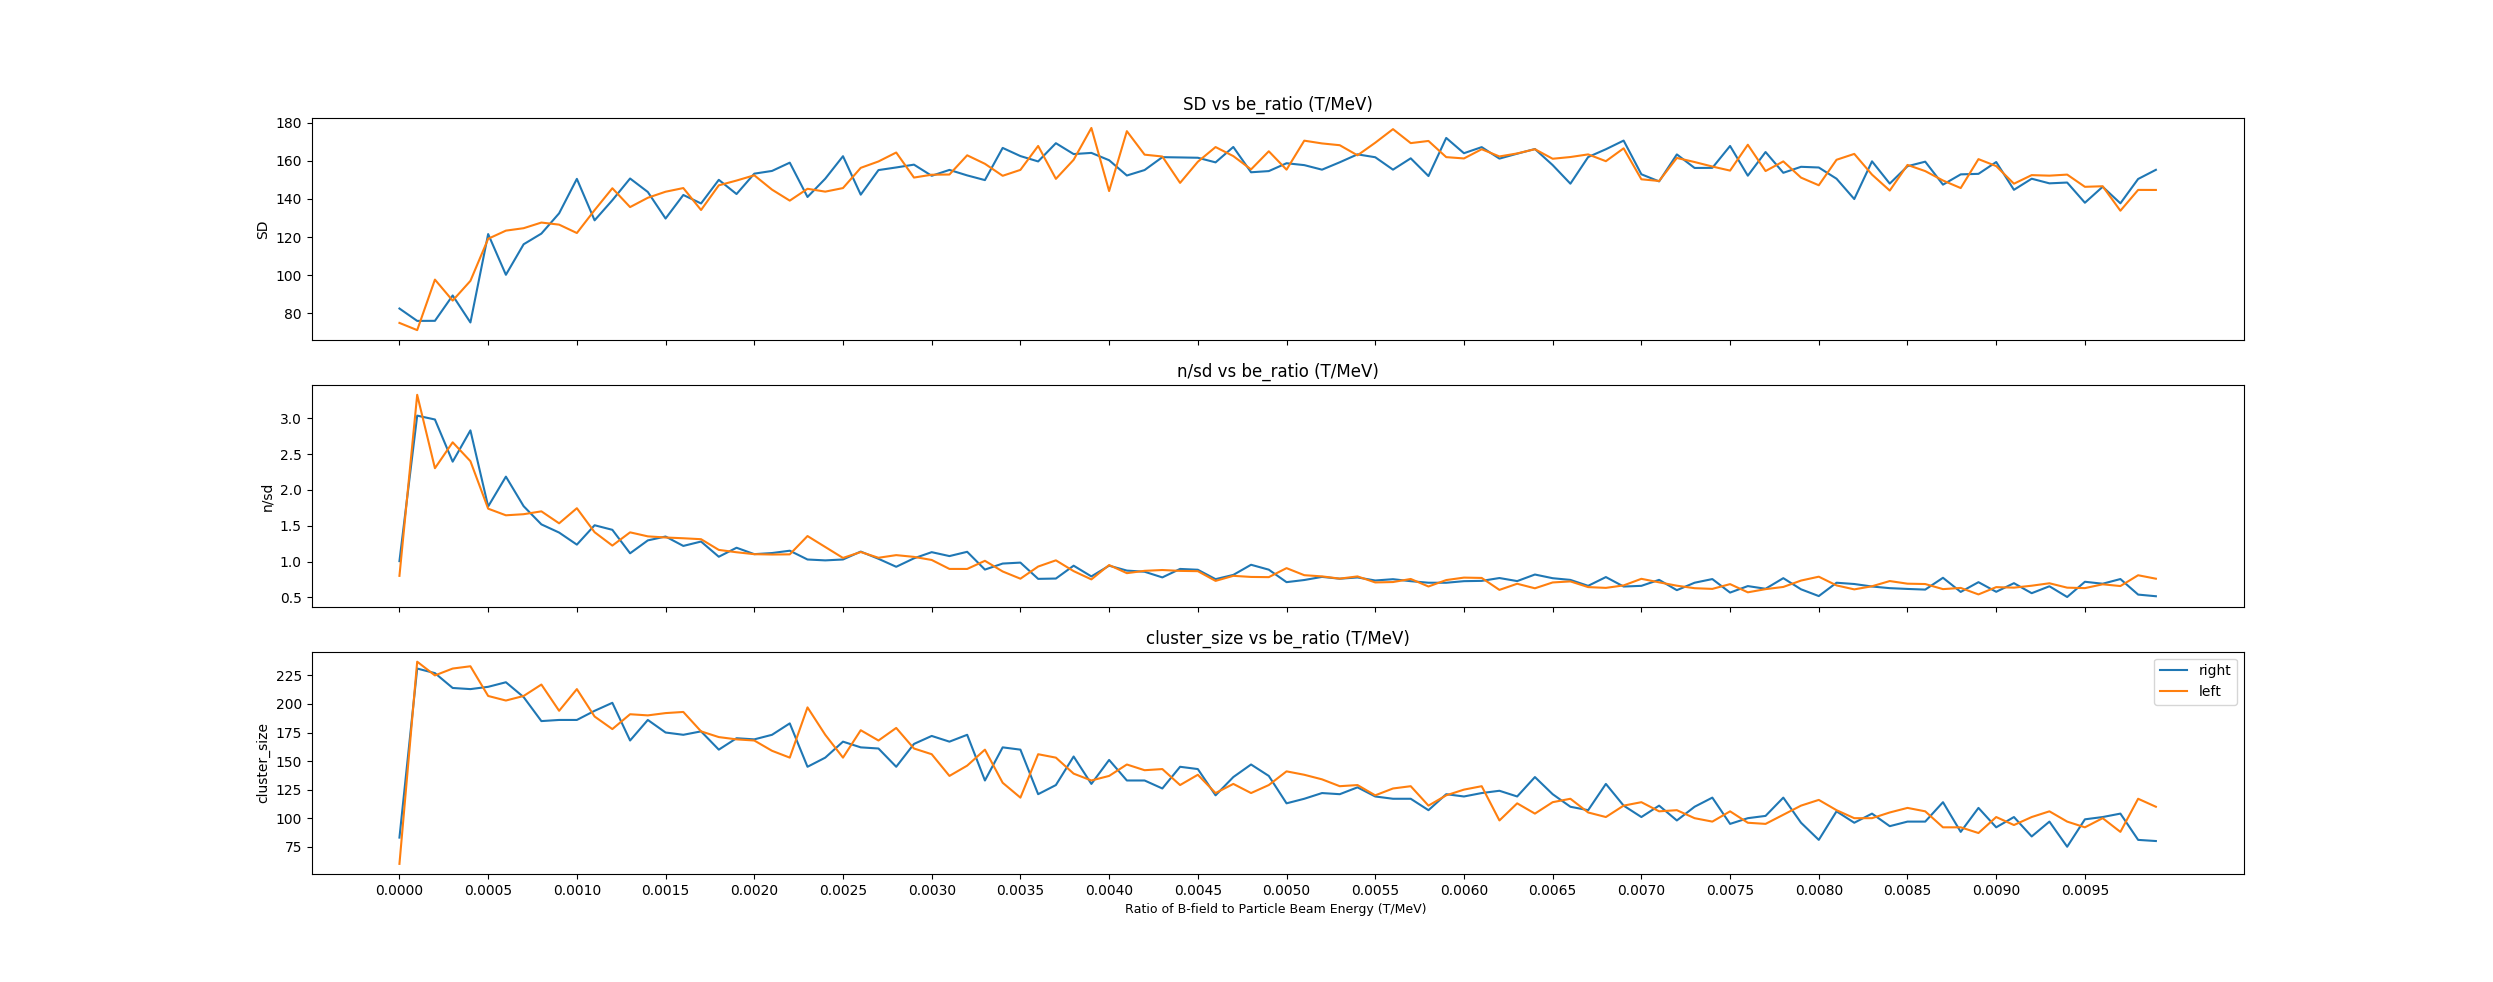 SD vs be_ratio (T/MeV)
180
160
140
120
100
80
SD
n/sd vs be_ratio (T/MeV)
3.0
2.5
2.0
1.5
1.0
0.5
n/sd
cluster_size vs be_ratio (T/MeV)
225
200
175
150
125
100
75
cluster_size
right
left
0.0000 0.0005 0.0010 0.0015 0.0020 0.0025 0.0030 0.0035 0.0040 0.0045 0.0050 0.0055 0.0060 0.0065 0.0070 0.0075 0.0080 0.0085 0.0090 0.0095
Ratio of B-field to Particle Beam Energy (T/MeV)